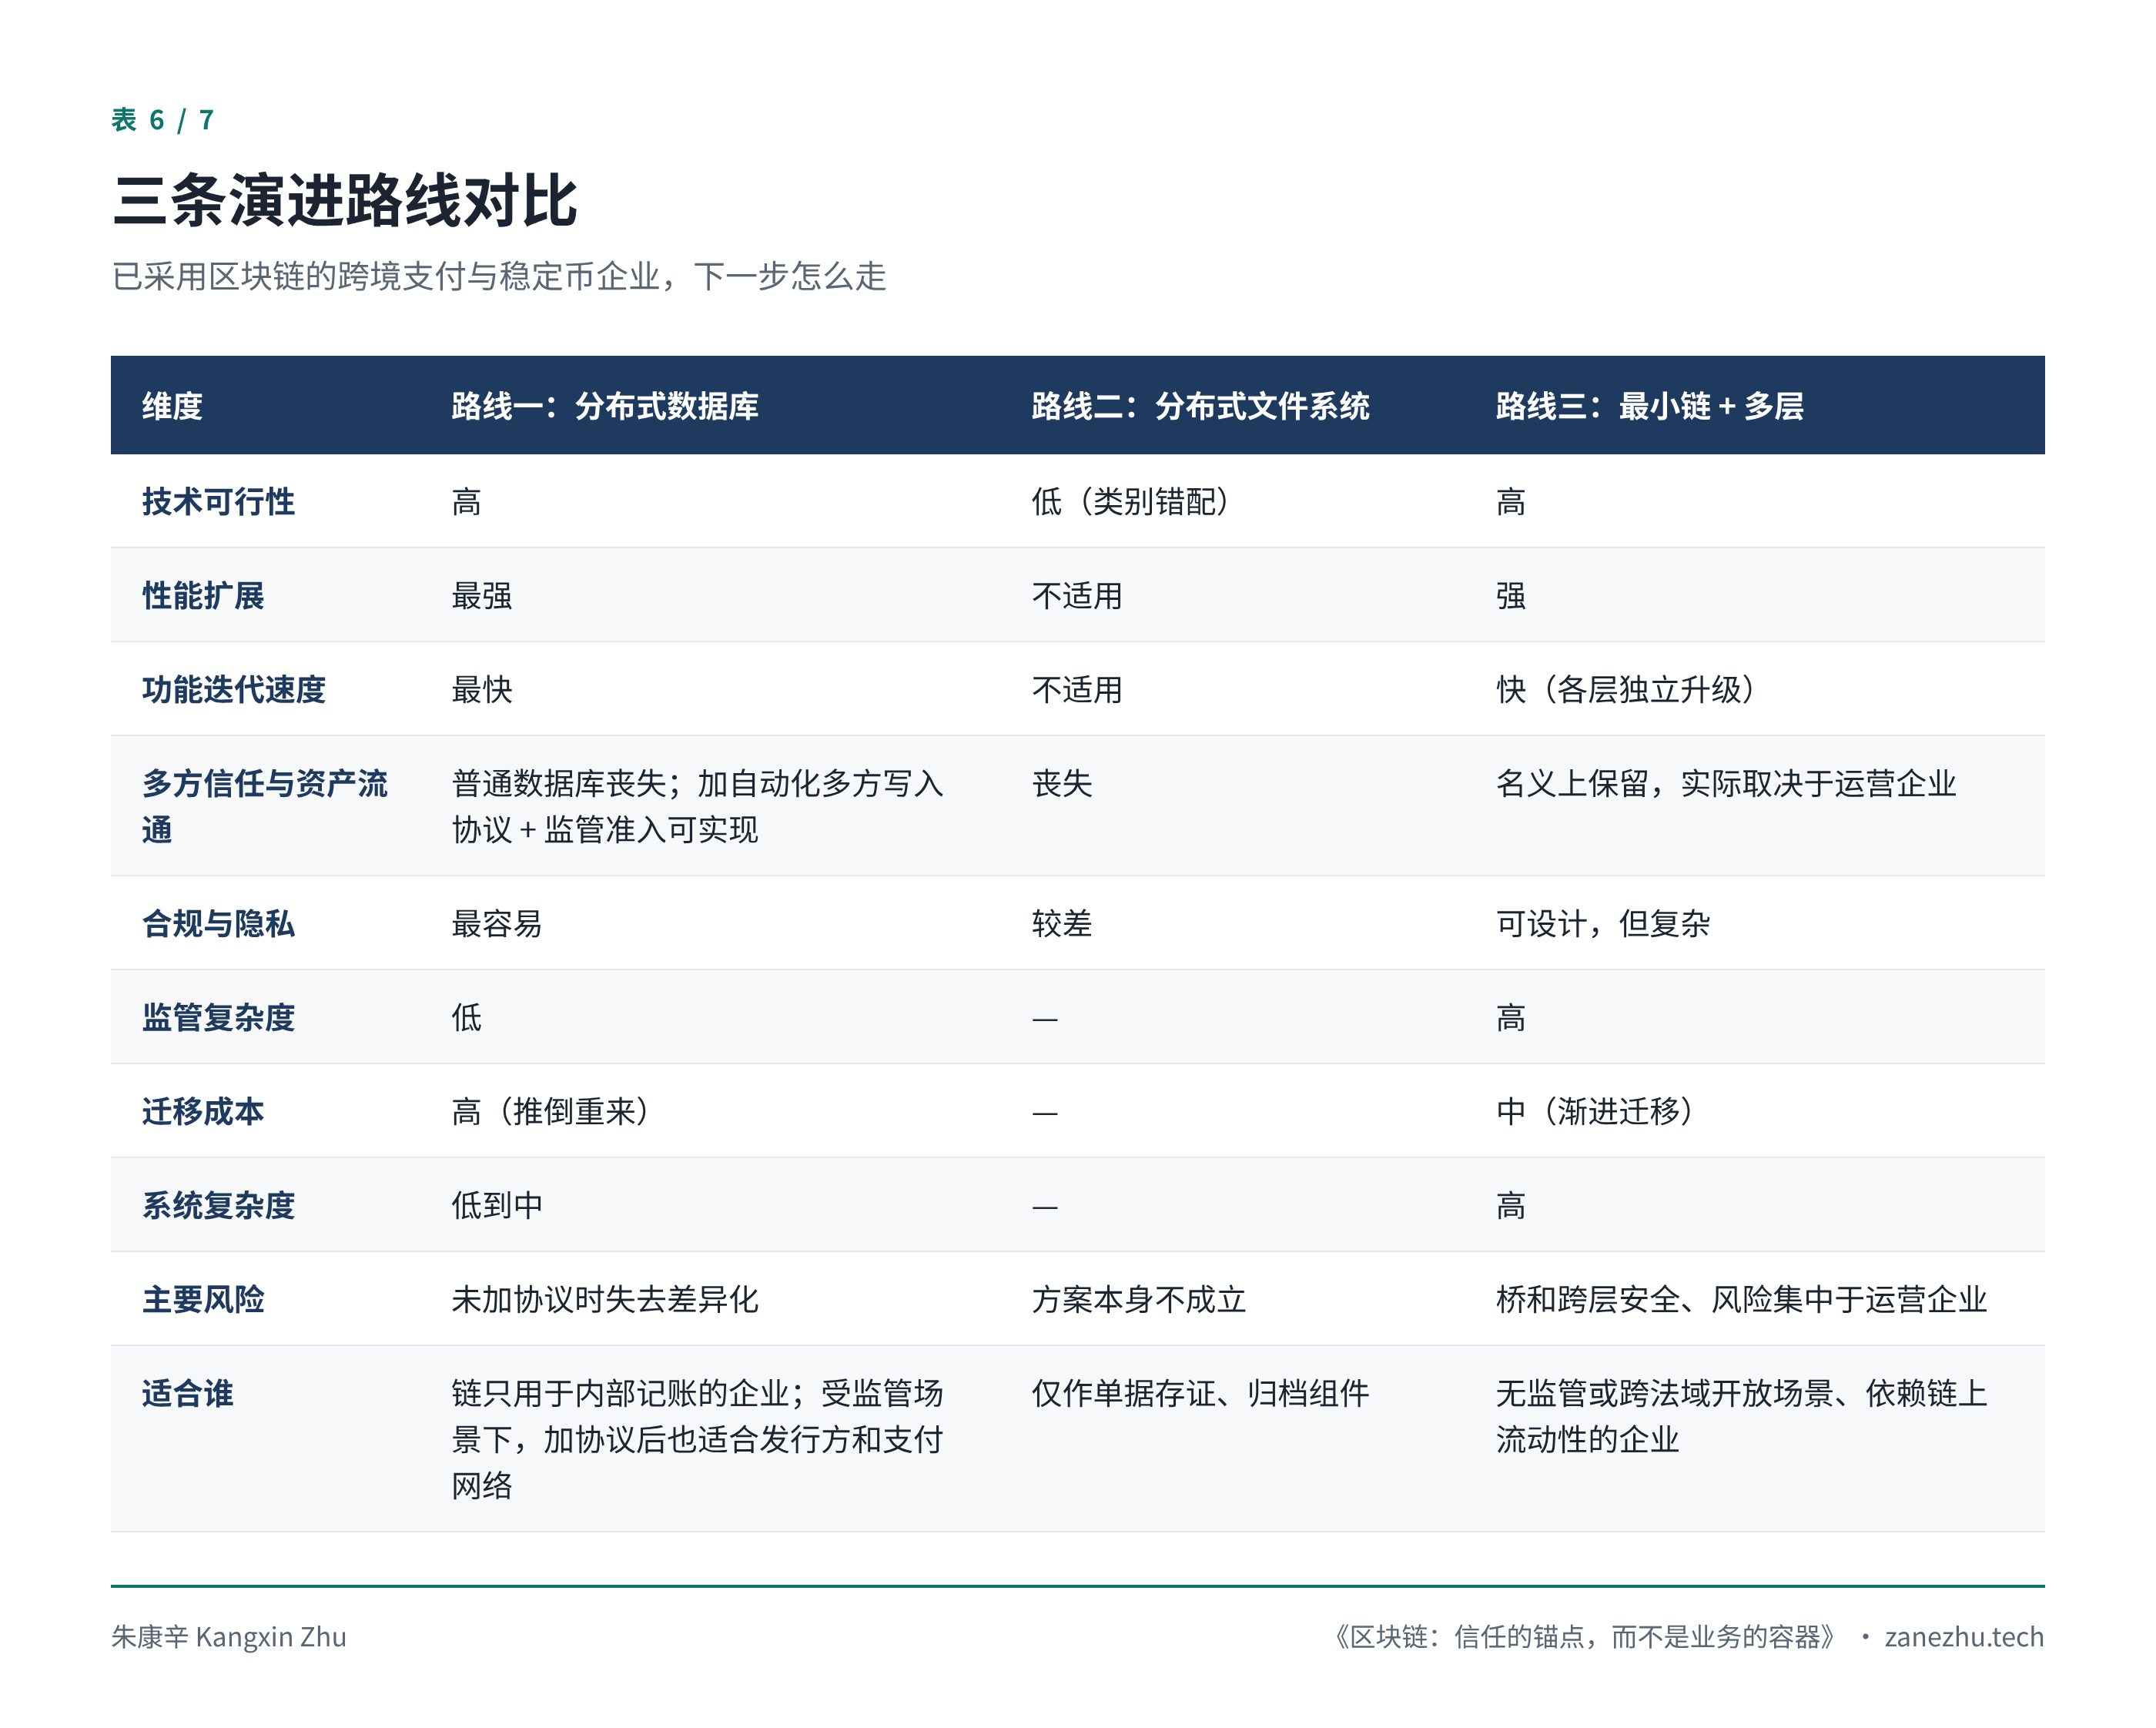 表 6 / 7
三条演进路线对比
已采用区块链的跨境支付与稳定币企业，下一步怎么走
维度 路线一：分布式数据库 路线二：分布式文件系统 路线三：最小链 + 多层
技术可行性 高 低（类别错配） 高
性能扩展 最强 不适用 强
功能迭代速度 最快 不适用 快（各层独立升级）
多方信任与资产流 普通数据库丧失；加自动化多方写入 丧失 名义上保留，实际取决于运营企业
通 协议 + 监管准入可实现
合规与隐私 最容易 较差 可设计，但复杂
监管复杂度 低 — 高
迁移成本 高（推倒重来） — 中（渐进迁移）
系统复杂度 低到中 — 高
主要风险 未加协议时失去差异化 方案本身不成立 桥和跨层安全、风险集中于运营企业
适合谁 链只用于内部记账的企业；受监管场 仅作单据存证、归档组件 无监管或跨法域开放场景、依赖链上
景下，加协议后也适合发行方和支付 流动性的企业
网络
朱康辛 Kangxin Zhu 《区块链：信任的锚点，而不是业务的容器》 · zanezhu.tech